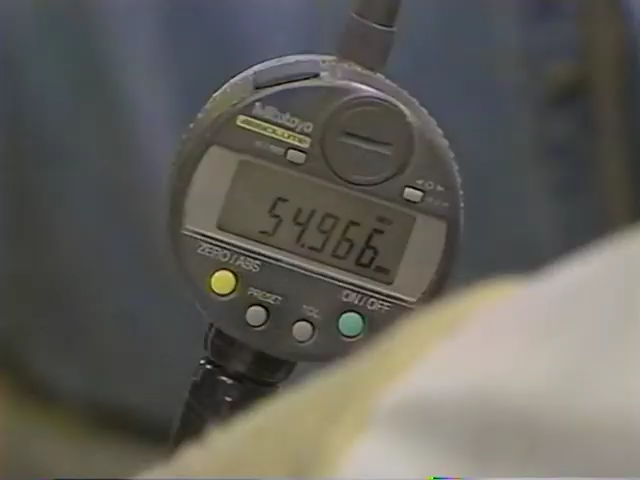 Mitutoyo
ABSOLUTE
54.966
mm
ZERO/ABS
PRESET
TOL.
ON/OFF